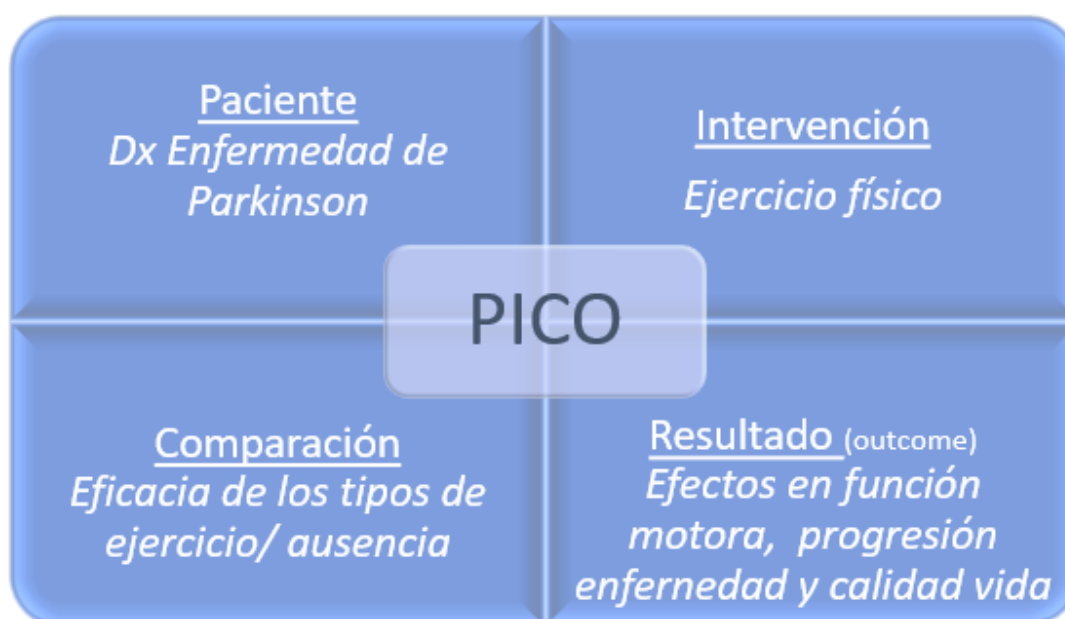 Paciente
Dx Enfermedad de
Parkinson
Intervención
Ejercicio físico
PICO
Comparación
Eficacia de los tipos de
ejercicio/ ausencia
Resultado (outcome)
Efectos en función
motora,  progresión
enfernedad y calidad vida